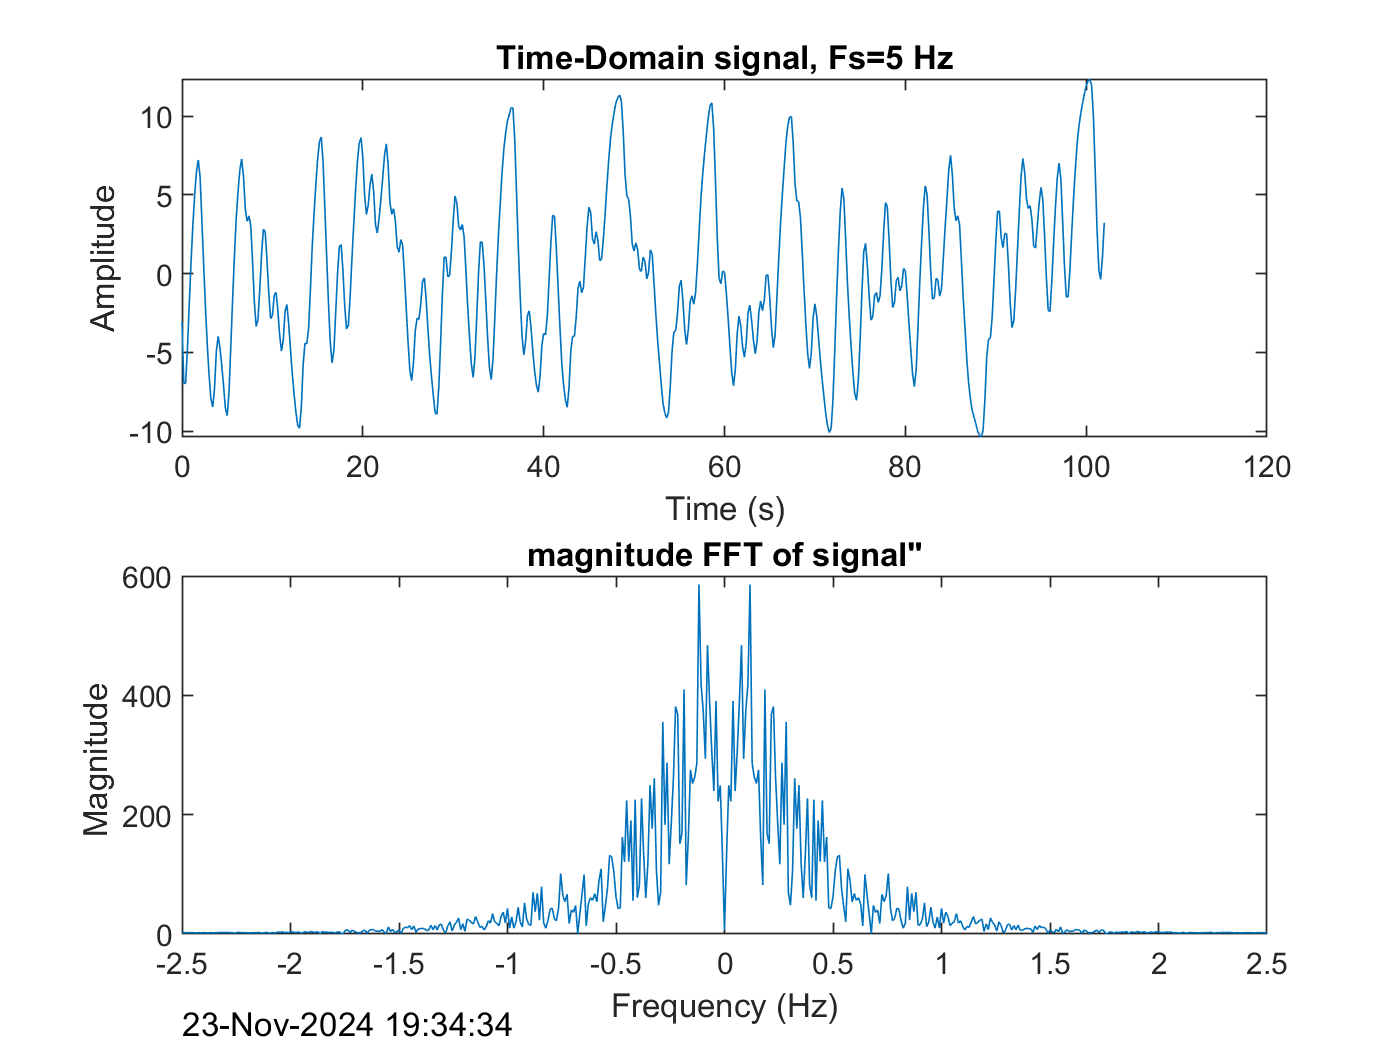 Time-Domain signal, Fs=5 Hz
10
5
0
-5
-10
Amplitude
0 20 40 60 80 100 120
Time (s)
magnitude FFT of signal"
600
400
200
0
Magnitude
-2.5 -2 -1.5 -1 -0.5 0 0.5 1 1.5 2 2.5
Frequency (Hz)
23-Nov-2024 19:34:34